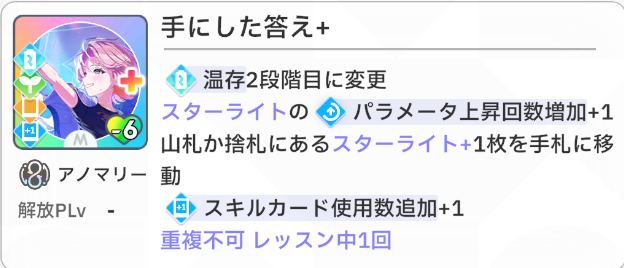 手にした答え+
温存2段階目に変更
スターライトの パラメータ上昇回数増加+1
山札か捨札にあるスターライト+1枚を手札に移
動
スキルカード使用数追加+1
重複不可 レッスン中1回
+1
-6
M
アノマリー
解放PLv -